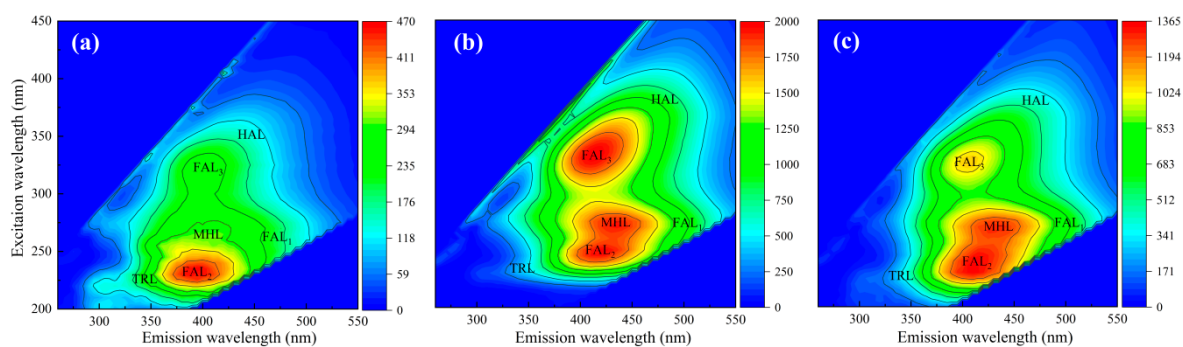 (a)
HAL
FAL3
MHL
FAL1
FAL2
TRL
450
400
350
300
250
200
Excitaion wavelength (nm)
300 350 400 450 500 550
Emission wavelength (nm)
470
411
353
294
235
176
118
59
0
(b)
HAL
FAL3
MHL
FAL1
FAL2
TRL
300 350 400 450 500 550
Emission wavelength (nm)
2000
1750
1500
1250
1000
750
500
250
0
(c)
HAL
FAL3
MHL
FAL1
FAL2
TRL
300 350 400 450 500 550
Emission wavelength (nm)
1365
1194
1024
853
683
512
341
171
0